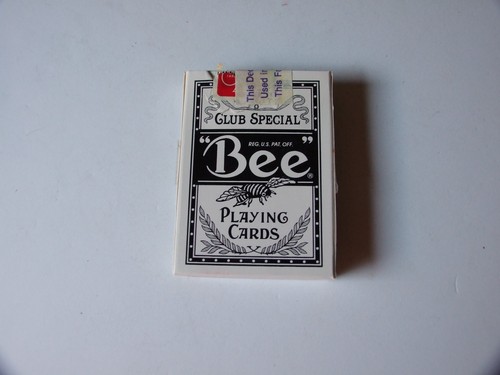 This De
Used in
This F
CLUB SPECIAL
REG. U.S. PAT. OFF.
"Bee"®
PLAYING
CARDS